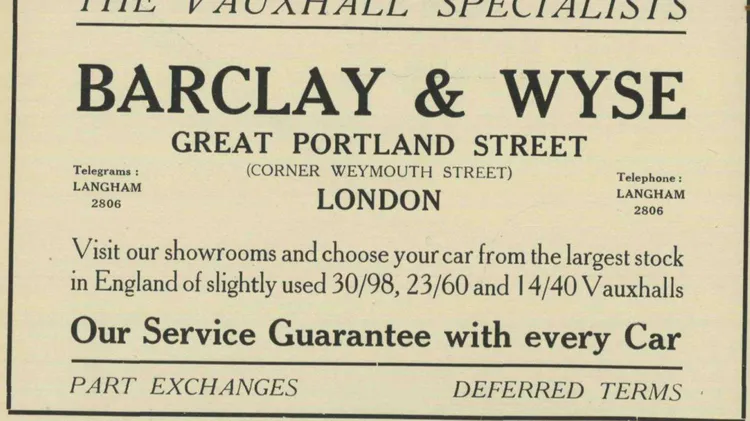 THE VAUXHALL SPECIALISTS
BARCLAY & WYSE
GREAT PORTLAND STREET
(CORNER WEYMOUTH STREET)
LONDON
Telegrams :
LANGHAM
2806
Telephone :
LANGHAM
2806
Visit our showrooms and choose your car from the largest stock
in England of slightly used 30/98, 23/60 and 14/40 Vauxhalls
Our Service Guarantee with every Car
PART EXCHANGES
DEFERRED TERMS